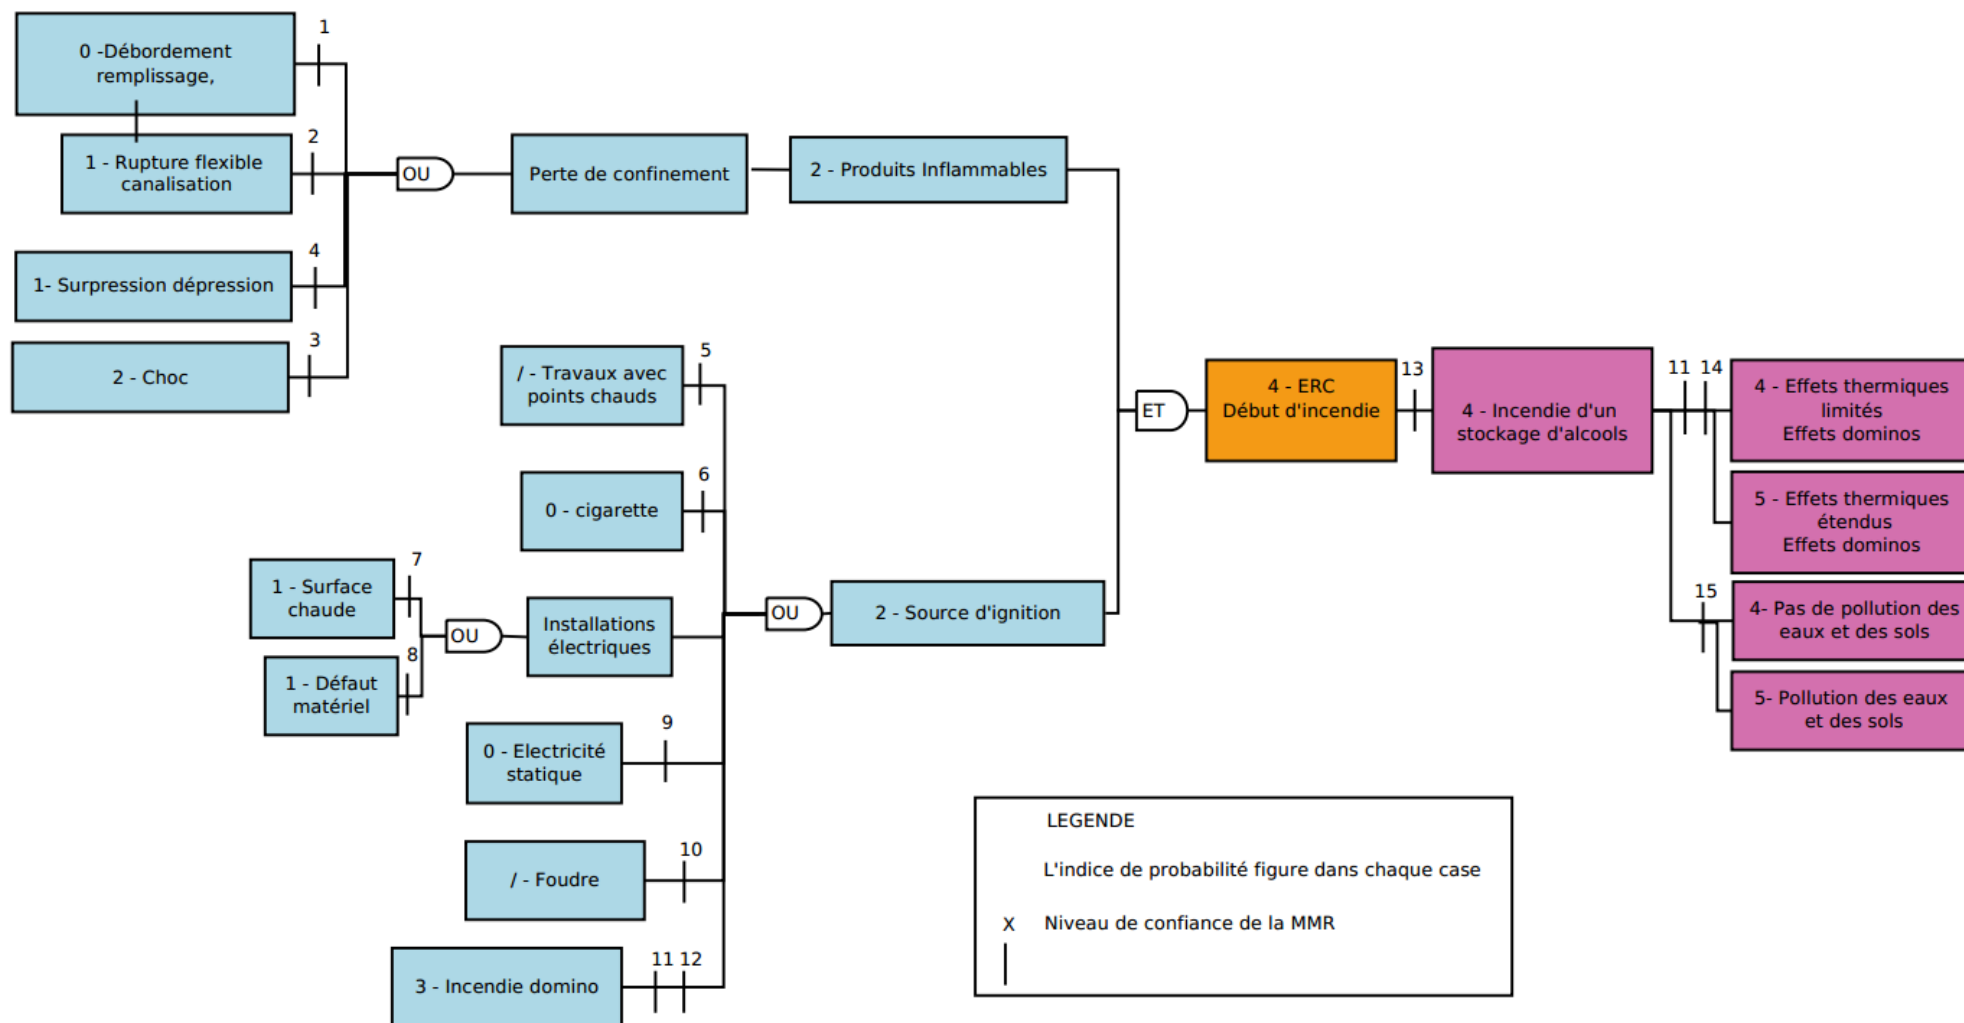 1
0 -Débordement
remplissage,
2
1 - Rupture flexible
canalisation
4
1- Surpression dépression
3
2 - Choc
OU
Perte de confinement
2 - Produits Inflammables
5
/ - Travaux avec
points chauds
6
0 - cigarette
7
1 - Surface
chaude
8
1 - Défaut
matériel
OU
Installations
électriques
9
0 - Electricité
statique
10
/ - Foudre
11 12
3 - Incendie domino
OU
2 - Source d'ignition
ET
4 - ERC
Début d'incendie
13
4 - Incendie d'un
stockage d'alcools
11 14
4 - Effets thermiques
limités
Effets dominos
5 - Effets thermiques
étendus
Effets dominos
15
4- Pas de pollution des
eaux et des sols
5- Pollution des eaux
et des sols
LEGENDE
L'indice de probabilité figure dans chaque case
X Niveau de confiance de la MMR